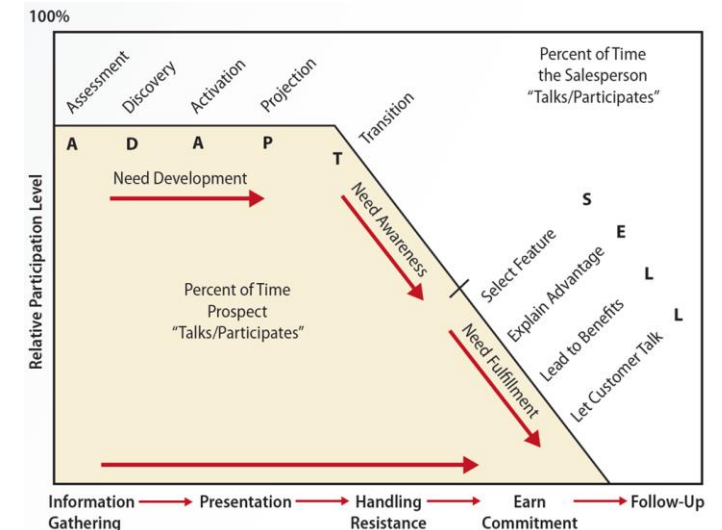 100%
Assessment
Discovery
Activation
Projection
Transition
Percent of Time
the Salesperson
“Talks/Participates”
A D A P T
Need Development
Need Awareness
Relative Participation Level
Percent of Time
Prospect
“Talks/Participates”
Need Fulfillment
S
E
L
L
Select Feature
Explain Advantage
Lead to Benefits
Let Customer Talk
Information
Gathering
Presentation
Handling
Resistance
Earn
Commitment
Follow-Up